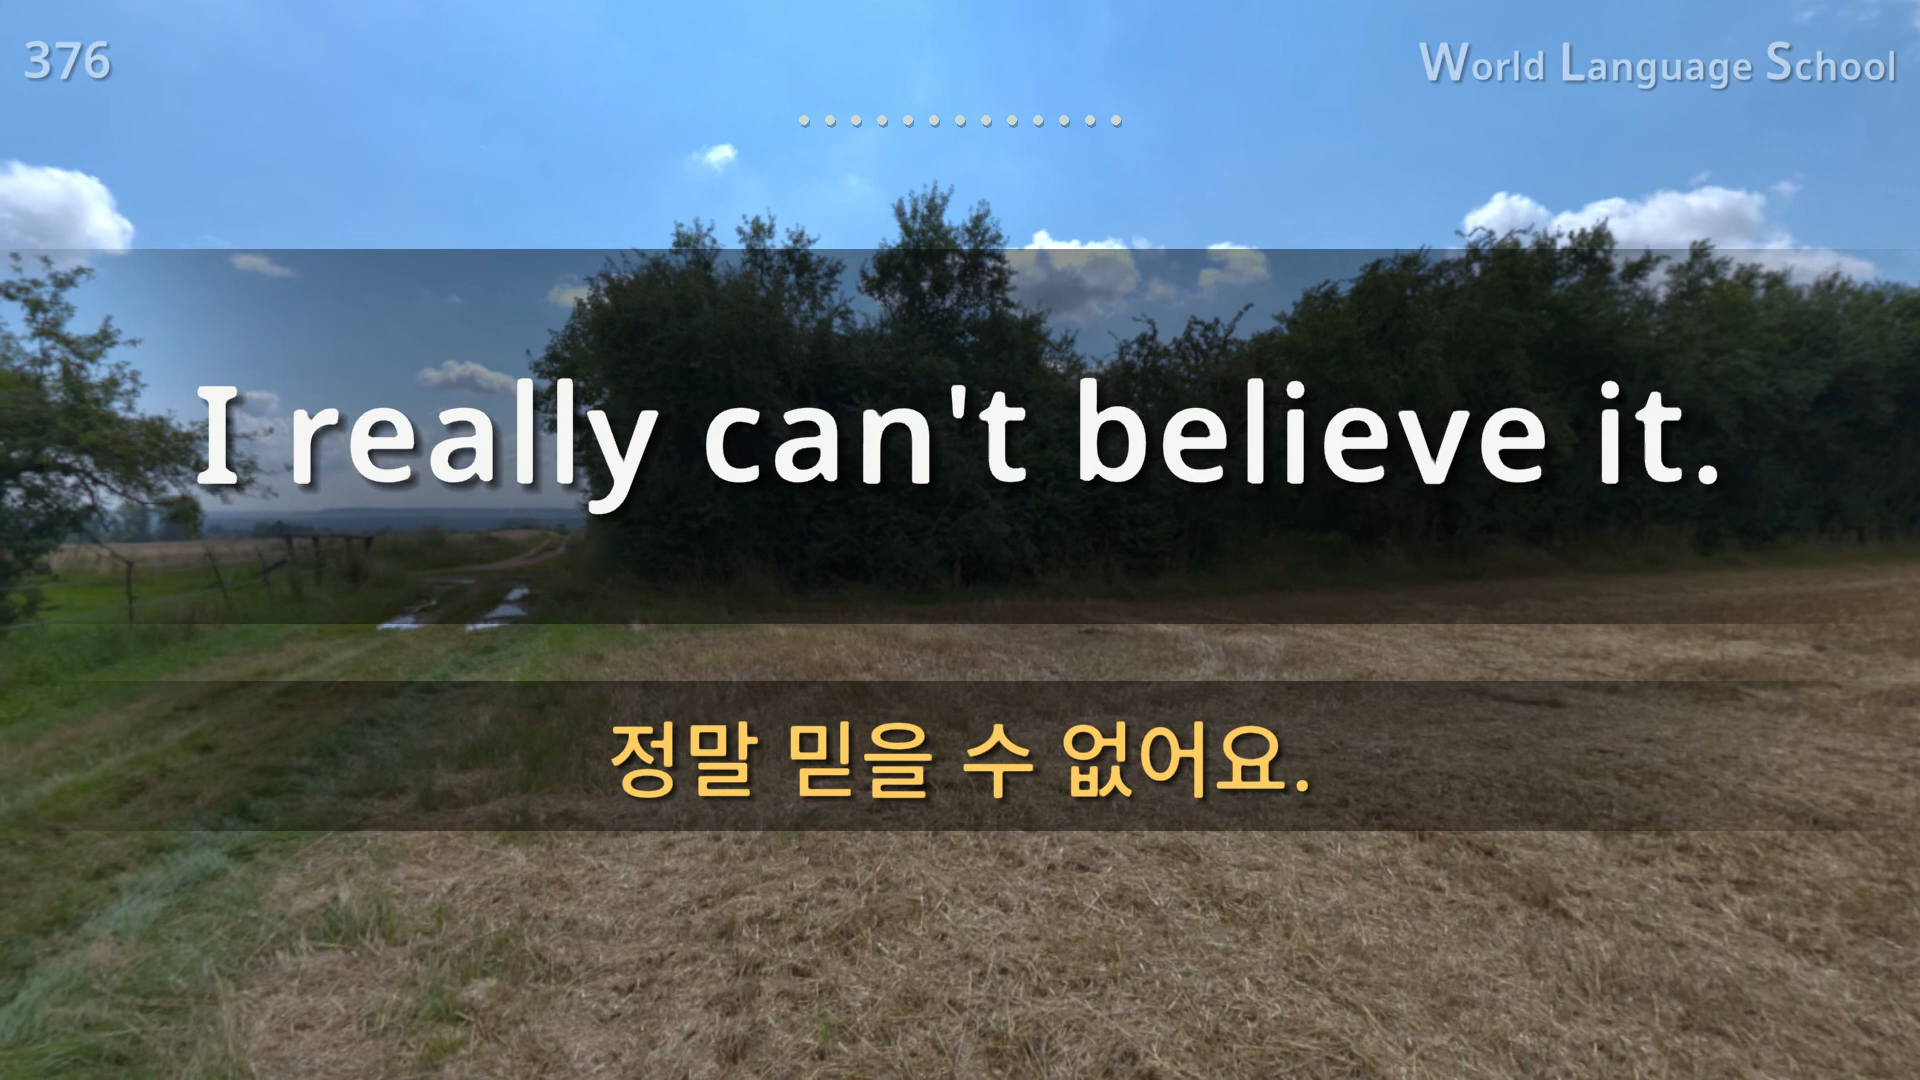 376
World Language School
I really can't believe it.
정말 믿을 수 없어요.